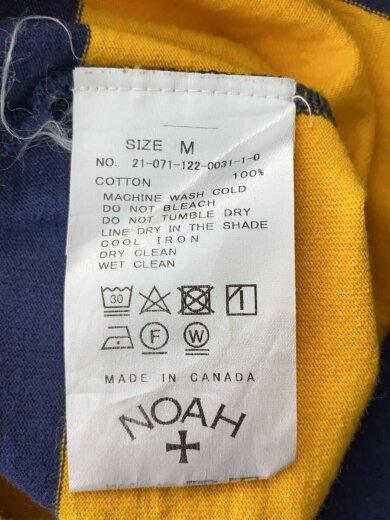 SIZE M
NO. 21-071-122-0031-1-0
COTTON 100%
MACHINE WASH COLD
DO NOT BLEACH
DO NOT TUMBLE DRY
LINE DRY IN THE SHADE
COOL IRON
DRY CLEAN
WET CLEAN
30
F W
MADE IN CANADA
NOAH